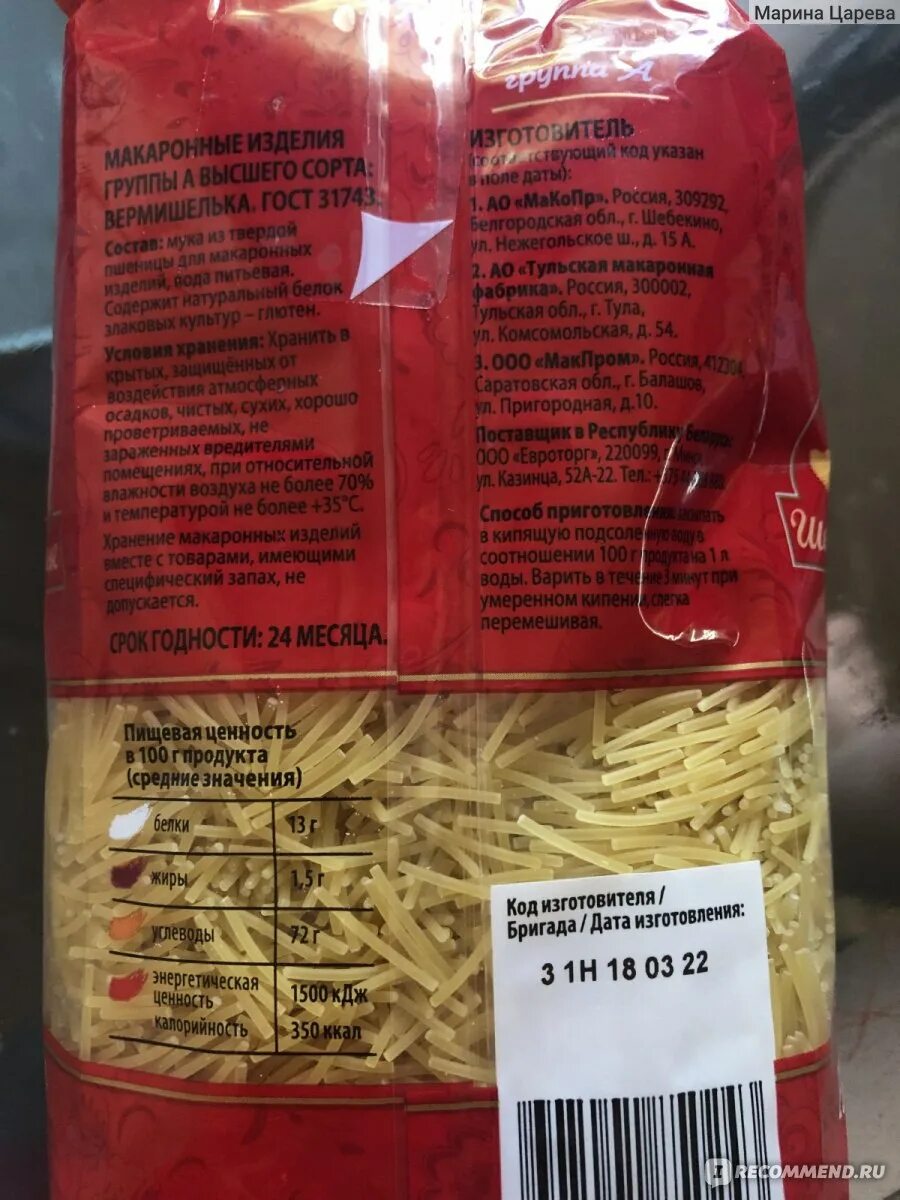 Марина Царева
группа А
МАКАРОННЫЕ ИЗДЕЛИЯ
ГРУППЫ А ВЫСШЕГО СОРТА:
ВЕРМИШЕЛЬКА. ГОСТ 31743.
Состав: мука из твердой
пшеницы для макаронных
изделий, вода питьевая.
Содержит натуральный белок
злаковых культур – глютен.
Условия хранения: Хранить в
крытых, защищённых от
воздействия атмосферных
осадков, чистых, сухих, хорошо
проветриваемых, не
зараженных вредителями
помещениях, при относительной
влажности воздуха не более 70%
и температурой не более +35°С.
Хранение макаронных изделий
вместе с товарами, имеющими
специфический запах, не
допускается.
СРОК ГОДНОСТИ: 24 МЕСЯЦА.
ИЗГОТОВИТЕЛЬ
(соответствующий код указан
в поле даты):
1. АО «МаКоПр». Россия, 309292,
Белгородская обл., г. Шебекино,
ул. Нежегольское ш., д. 15 А.
2. АО «Тульская макаронная
фабрика». Россия, 300002,
Тульская обл., г. Тула,
ул. Комсомольская, д. 54.
3. ООО «МакПром». Россия, 412304,
Саратовская обл., г. Балашов,
ул. Пригородная, д.10.
Поставщик в Республику Беларусь:
ООО «Евроторг», 220099, г. Минск,
ул. Казинца, 52А-22. Тел.:
Способ приготовления: засыпать
в кипящую подсоленную воду в
соотношении 100 г продукта на 1 л
воды. Варить в течение 3 минут при
умеренном кипении, слегка
перемешивая.
Ш
Пищевая ценность
в 100 г продукта
(средние значения)
белки 13 г
жиры 1,5 г
углеводы 72 г
энергетическая
ценность 1500 кДж
калорийность 350 ккал
Код изготовителя /
Бригада / Дата изготовления:
3 1Н 18 03 22
RECOMMEND.RU